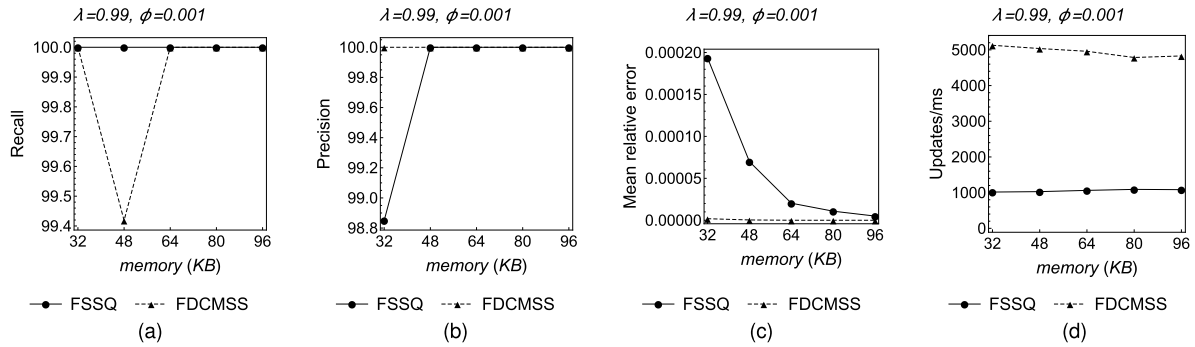 λ=0.99, ϕ=0.001
Recall
100.0
99.9
99.8
99.7
99.6
99.5
99.4
32 48 64 80 96
memory (KB)
FSSQ FDCMSS
(a)
λ=0.99, ϕ=0.001
Precision
100.0
99.8
99.6
99.4
99.2
99.0
98.8
32 48 64 80 96
memory (KB)
FSSQ FDCMSS
(b)
λ=0.99, ϕ=0.001
Mean relative error
0.00020
0.00015
0.00010
0.00005
0.00000
32 48 64 80 96
memory (KB)
FSSQ FDCMSS
(c)
λ=0.99, ϕ=0.001
Updates/ms
5000
4000
3000
2000
1000
0
32 48 64 80 96
memory (KB)
FSSQ FDCMSS
(d)